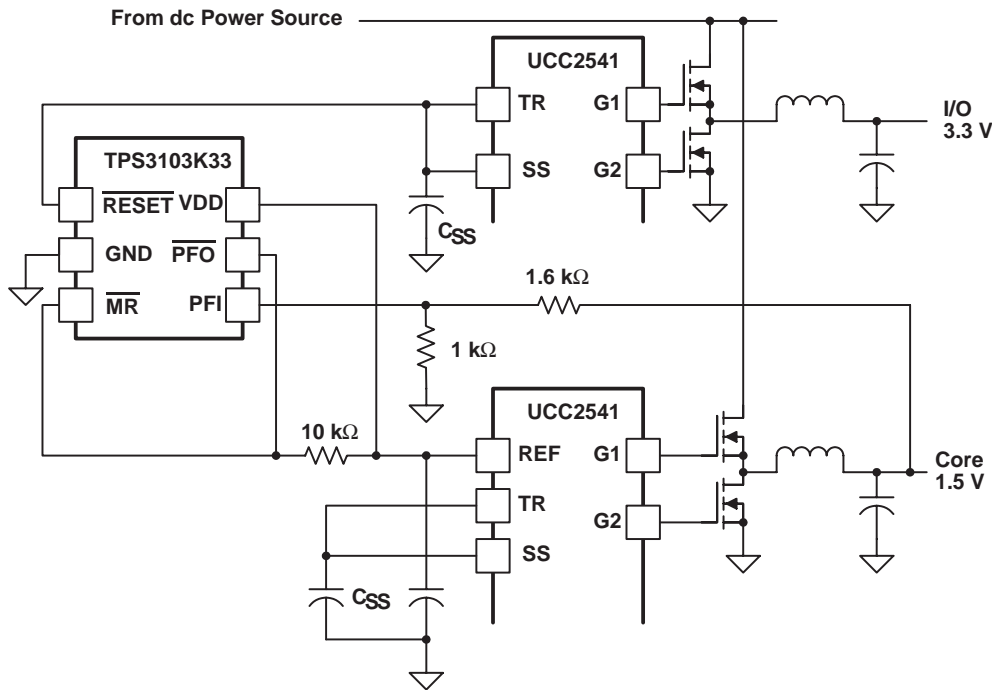 From dc Power Source
UCC2541
TR
G1
SS
G2
I/O
3.3 V
CSS
TPS3103K33
RESET
VDD
GND
PFO
MR
PFI
1.6 kΩ
1 kΩ
10 kΩ
UCC2541
REF
G1
TR
G2
SS
Core
1.5 V
CSS